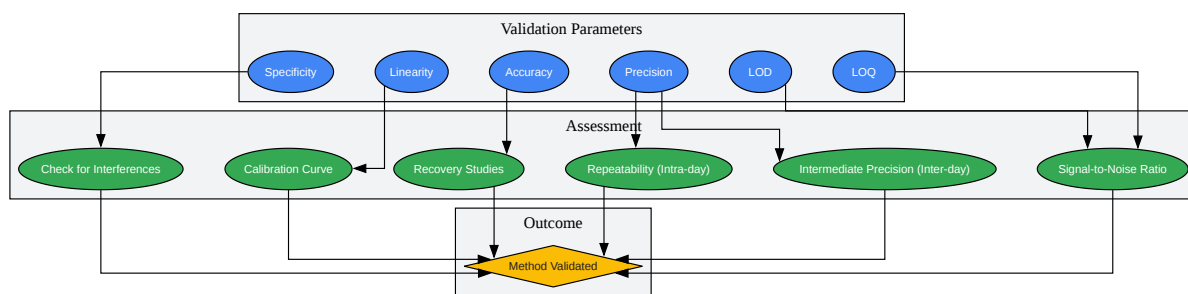 Validation Parameters
Specificity
Linearity
Accuracy
Precision
LOD
LOQ
Assessment
Check for Interferences
Calibration Curve
Recovery Studies
Repeatability (Intra-day)
Intermediate Precision (Inter-day)
Signal-to-Noise Ratio
Outcome
Method Validated